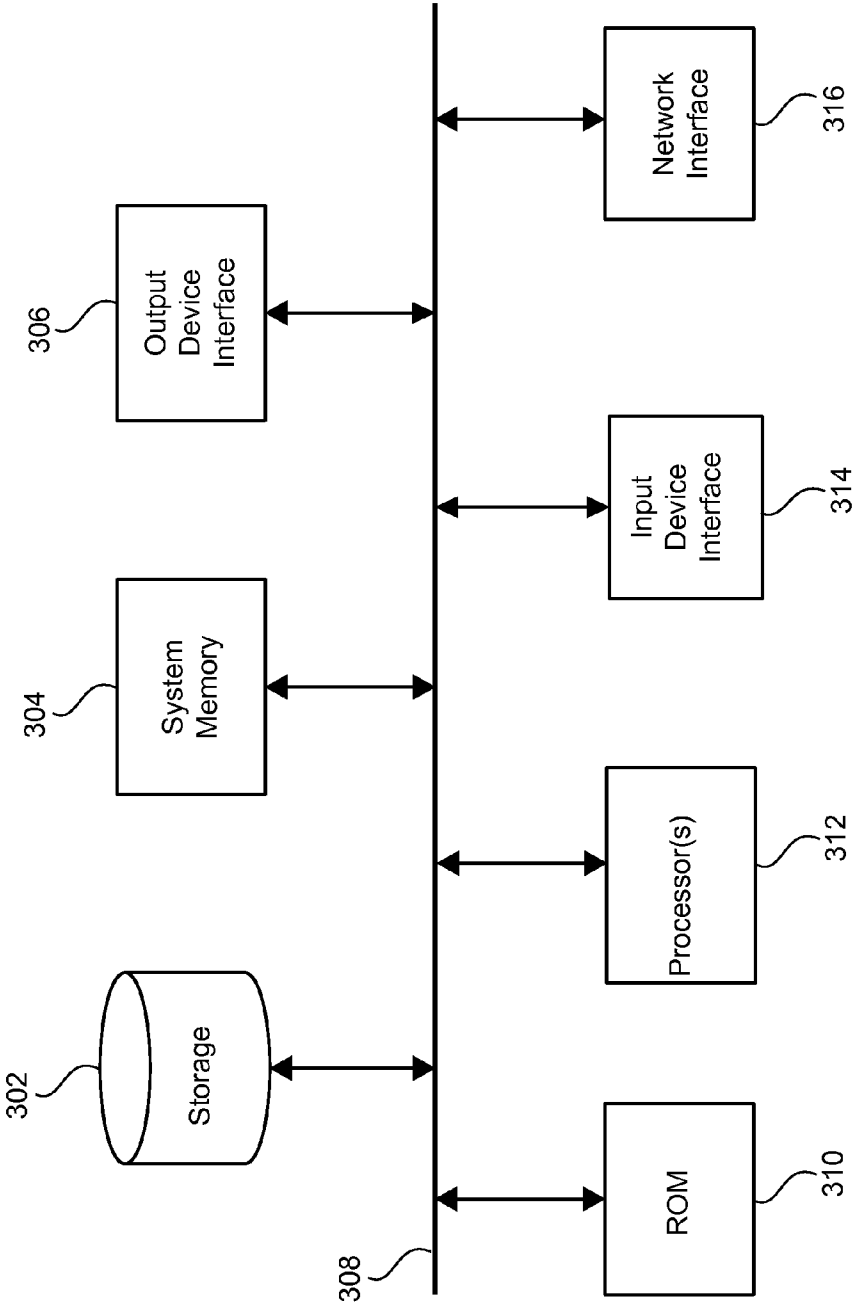 302
Storage
304
System
Memory
306
Output
Device
Interface
308
ROM
310
Processor(s)
312
Input
Device
Interface
314
Network
Interface
316